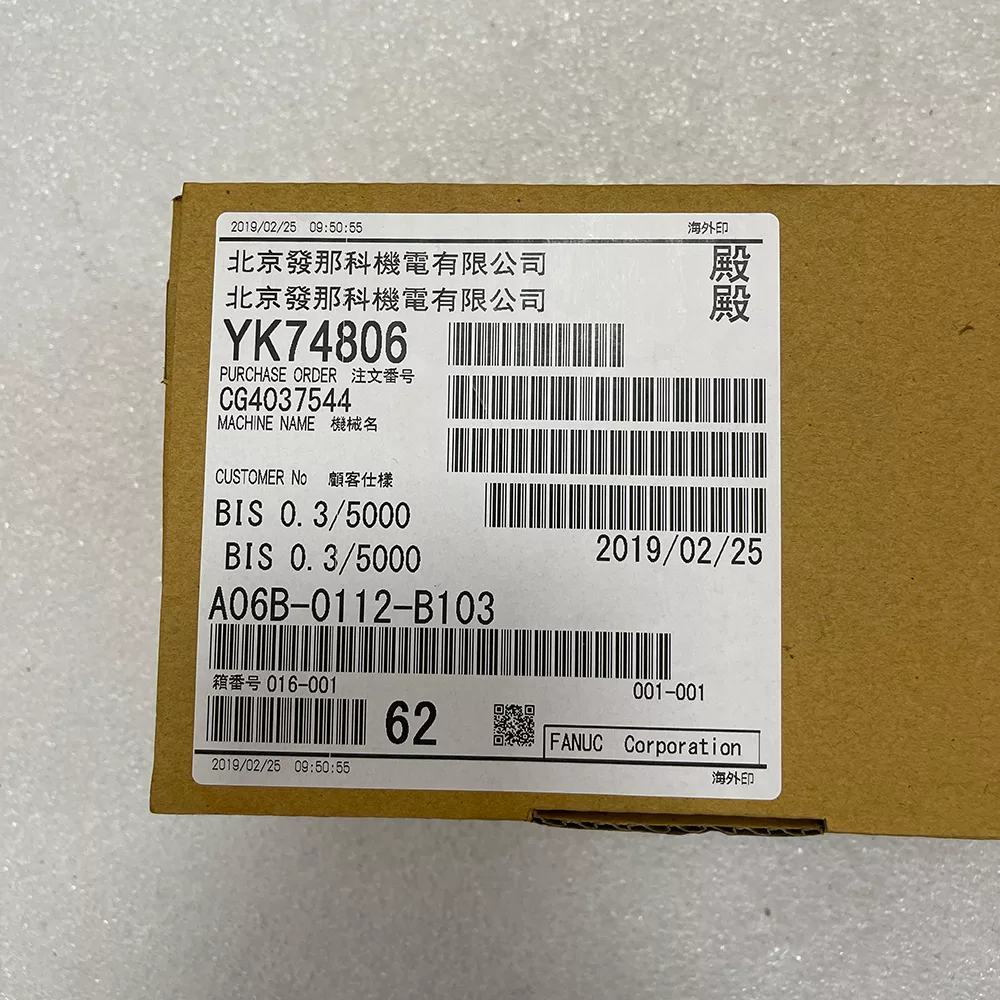 2019/02/25 09:50:55 海外印
北京發那科機電有限公司 殿
北京發那科機電有限公司 殿
YK74806
PURCHASE ORDER 注文番号
CG4037544
MACHINE NAME 機械名
CUSTOMER No 顧客仕様
BIS 0.3/5000
2019/02/25
BIS 0.3/5000
A06B-0112-B103
箱番号 016-001 001-001
62
FANUC Corporation
2019/02/25 09:50:55 海外印